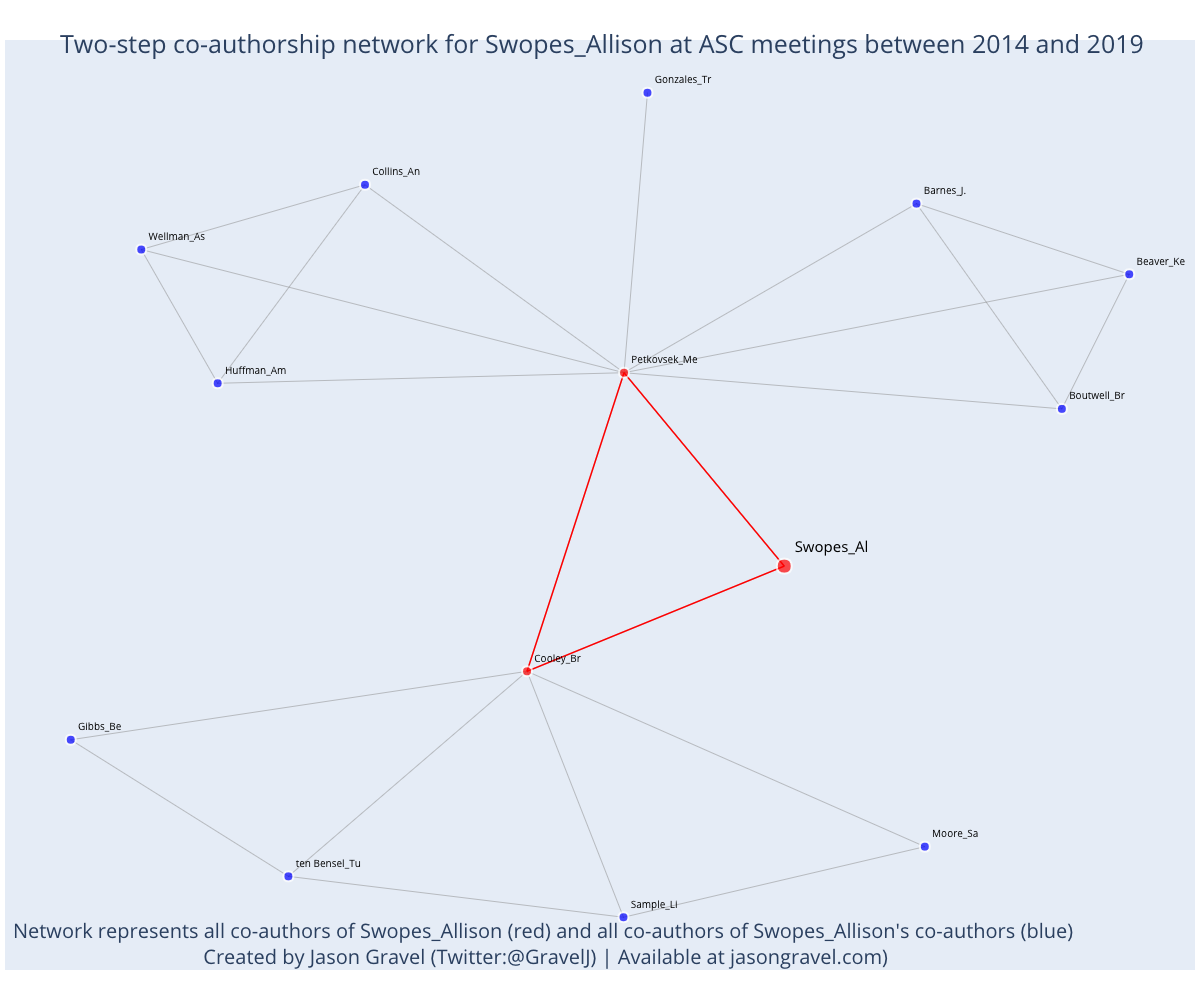 Two-step co-authorship network for Swopes_Allison at ASC meetings between 2014 and 2019
Gonzales_Tr
Collins_An
Barnes_J.
Wellman_As
Beaver_Ke
Petkovsek_Me
Huffman_Am
Boutwell_Br
Swopes_Al
Cooley_Br
Gibbs_Be
Moore_Sa
ten Bensel_Tu
Sample_Li
Network represents all co-authors of Swopes_Allison (red) and all co-authors of Swopes_Allison's co-authors (blue)
Created by Jason Gravel (Twitter:@GravelJ) | Available at jasongravel.com)